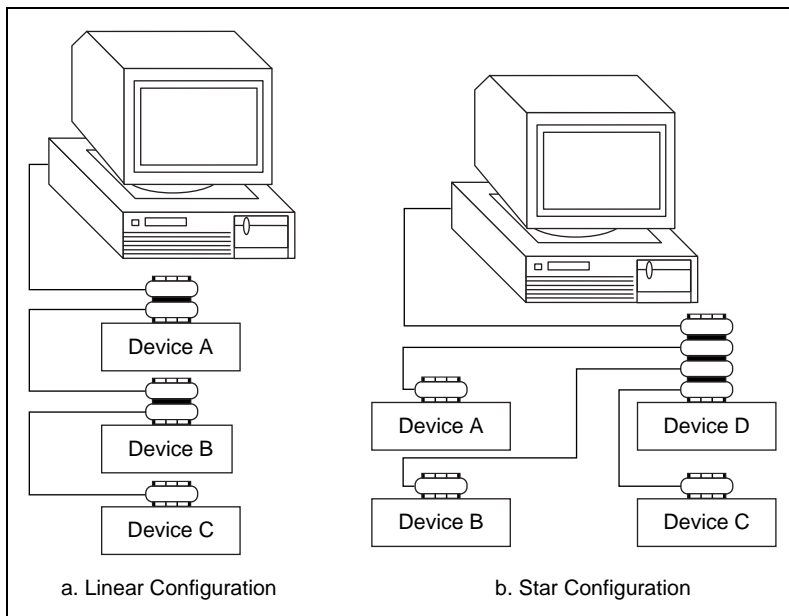 Device A
Device B
Device C
a. Linear Configuration
Device A
Device D
Device B
Device C
b. Star Configuration